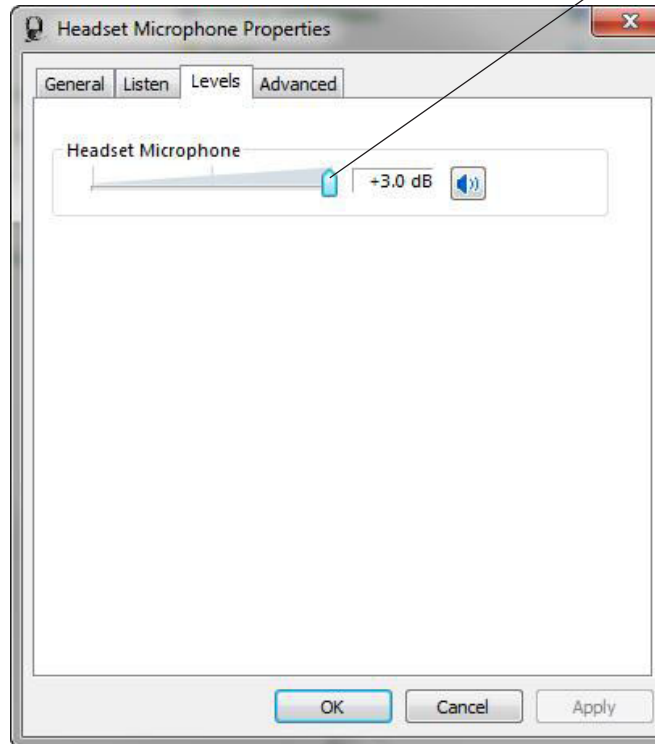 Headset Microphone Properties
General Listen Levels Advanced
Headset Microphone
+3.0 dB
OK Cancel Apply